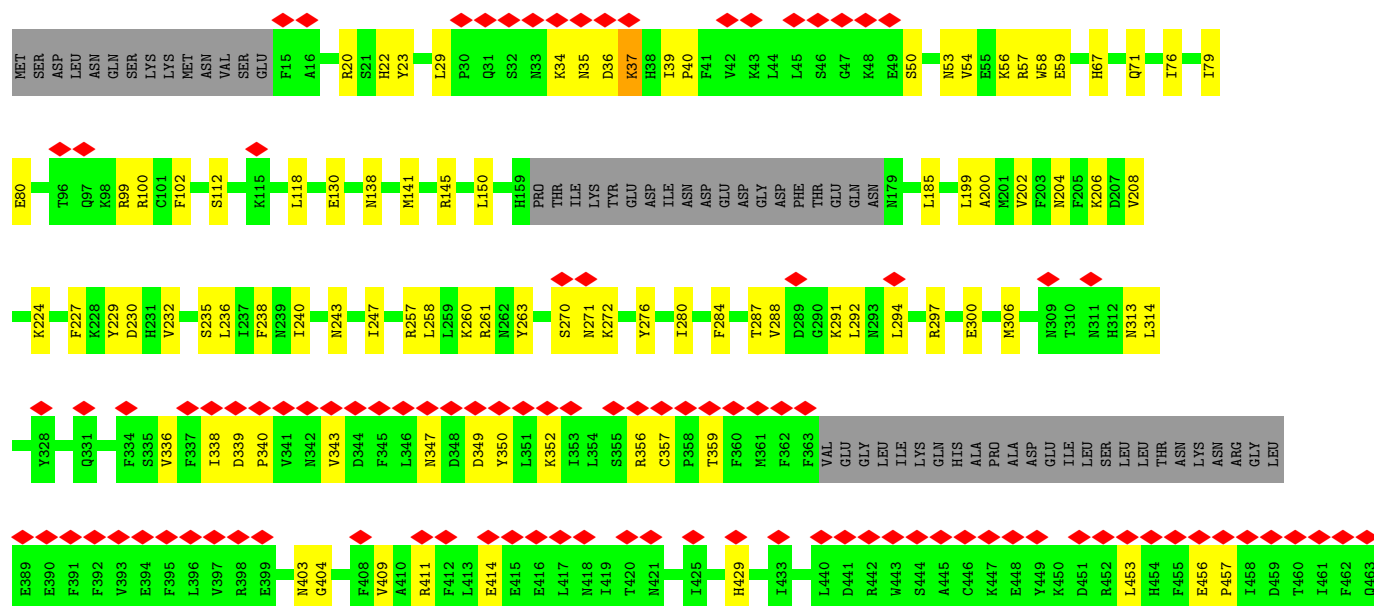 MET SER ASP LEU ASN GLN SER LYS LYS MET ASN VAL SER GLU F15 A16 R20 S21 H22 Y23 L29 P30 Q31 S32 N33 K34 N35 D36 K37 H38 I39 P40 F41 V42 K43 L44 L45 S46 G47 K48 E49 S50 N53 V54 E55 K56 R57 W58 E59 H67 Q71 I76 I79
E80 T96 Q97 K98 R99 R100 C101 F102 S112 K115 L118 E130 N138 M141 R145 L150 H159 PRO THR ILE LYS TYR GLU ASP ILE ASN ASP GLU ASP GLY ASP PHE THR GLU GLN ASN N179 L185 L199 A200 M201 V202 F203 N204 F205 K206 D207 V208
K224 F227 K228 Y229 D230 H231 V232 S235 L236 I237 F238 N239 I240 N243 I247 R257 L258 L259 K260 R261 N262 Y263 S270 N271 K272 Y276 I280 F284 T287 V288 D289 G290 K291 L292 N293 L294 R297 E300 M306 N309 T310 N311 H312 N313 L314
Y328 Q331 F334 S335 V336 F337 I338 D339 P340 V341 N342 V343 D344 F345 L346 N347 D348 D349 Y350 L351 K352 I353 L354 S355 R356 C357 P358 T359 F360 M361 F362 F363 VAL GLU GLY LEU ILE LYS GLN HIS ALA PRO ALA ASP GLU ILE LEU SER LEU LEU THR ASN LYS ASN ARG GLY LEU
E389 E390 F391 F392 V393 E394 F395 L396 V397 R398 E399 N403 G404 F408 V409 A410 R411 F412 L413 E414 E415 E416 L417 N418 I419 T420 N421 I425 H429 I433 L440 D441 R442 W443 S444 A445 C446 K447 E448 Y449 K450 D451 R452 L453 H454 F455 E456 P457 I458 D459 T460 I461 F462 Q463